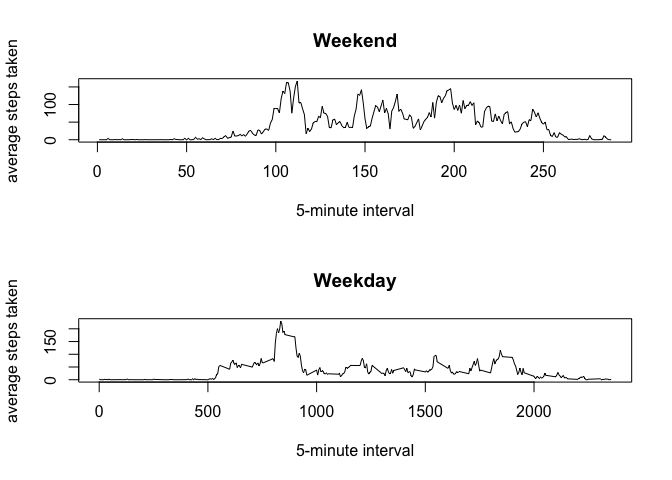 Weekend
average steps taken
0
100
0
50
100
150
200
250
5-minute interval
Weekday
average steps taken
0
150
0
500
1000
1500
2000
5-minute interval